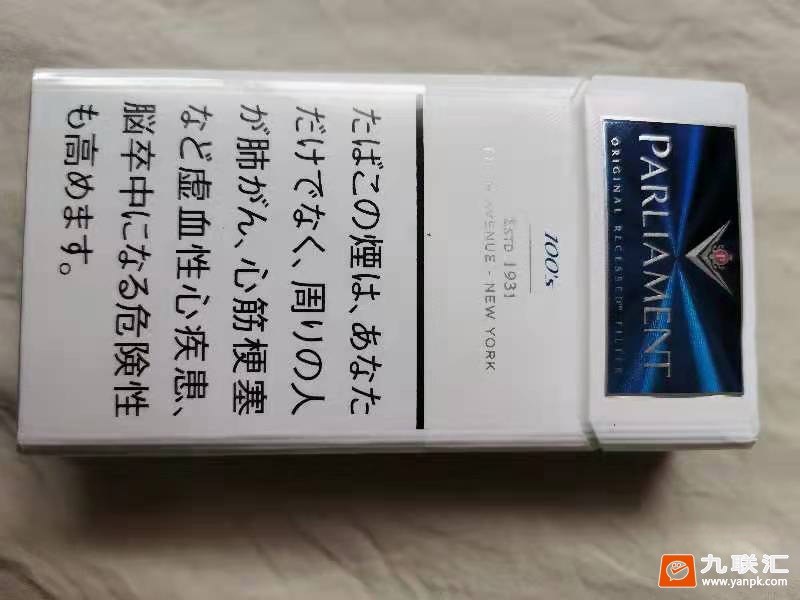 PARLIAMENT
ORIGINAL RECESSED™ FILTER
100's
ESTD 1931
AVENUE - NEW YORK
たばこの煙は、あなた
だけでなく、周りの人
が肺がん、心筋梗塞
など虚血性心疾患、
脳卒中になる危険性
も高めます。
九联汇
www.yanpk.com